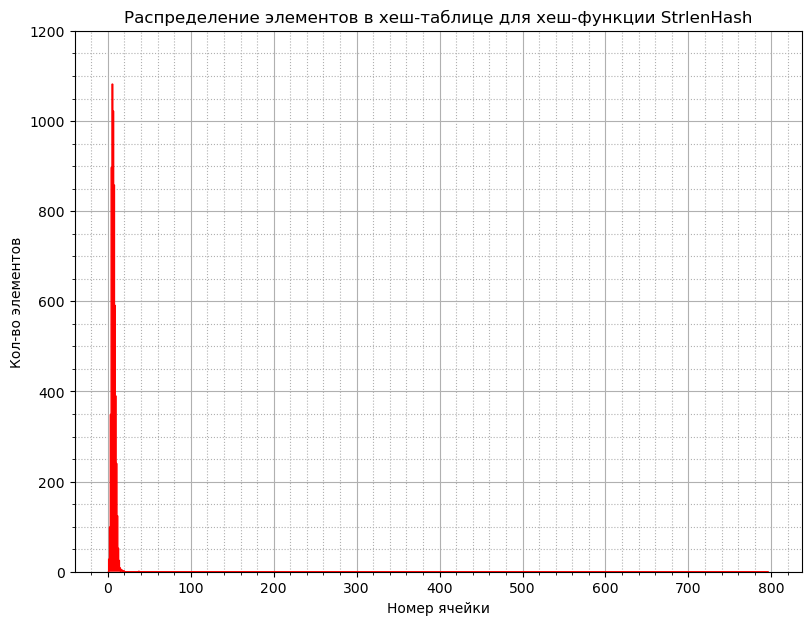 Распределение элементов в хеш-таблице для хеш-функции StrlenHash
1200
1000
800
600
400
200
0
Кол-во элементов
0 100 200 300 400 500 600 700 800
Номер ячейки